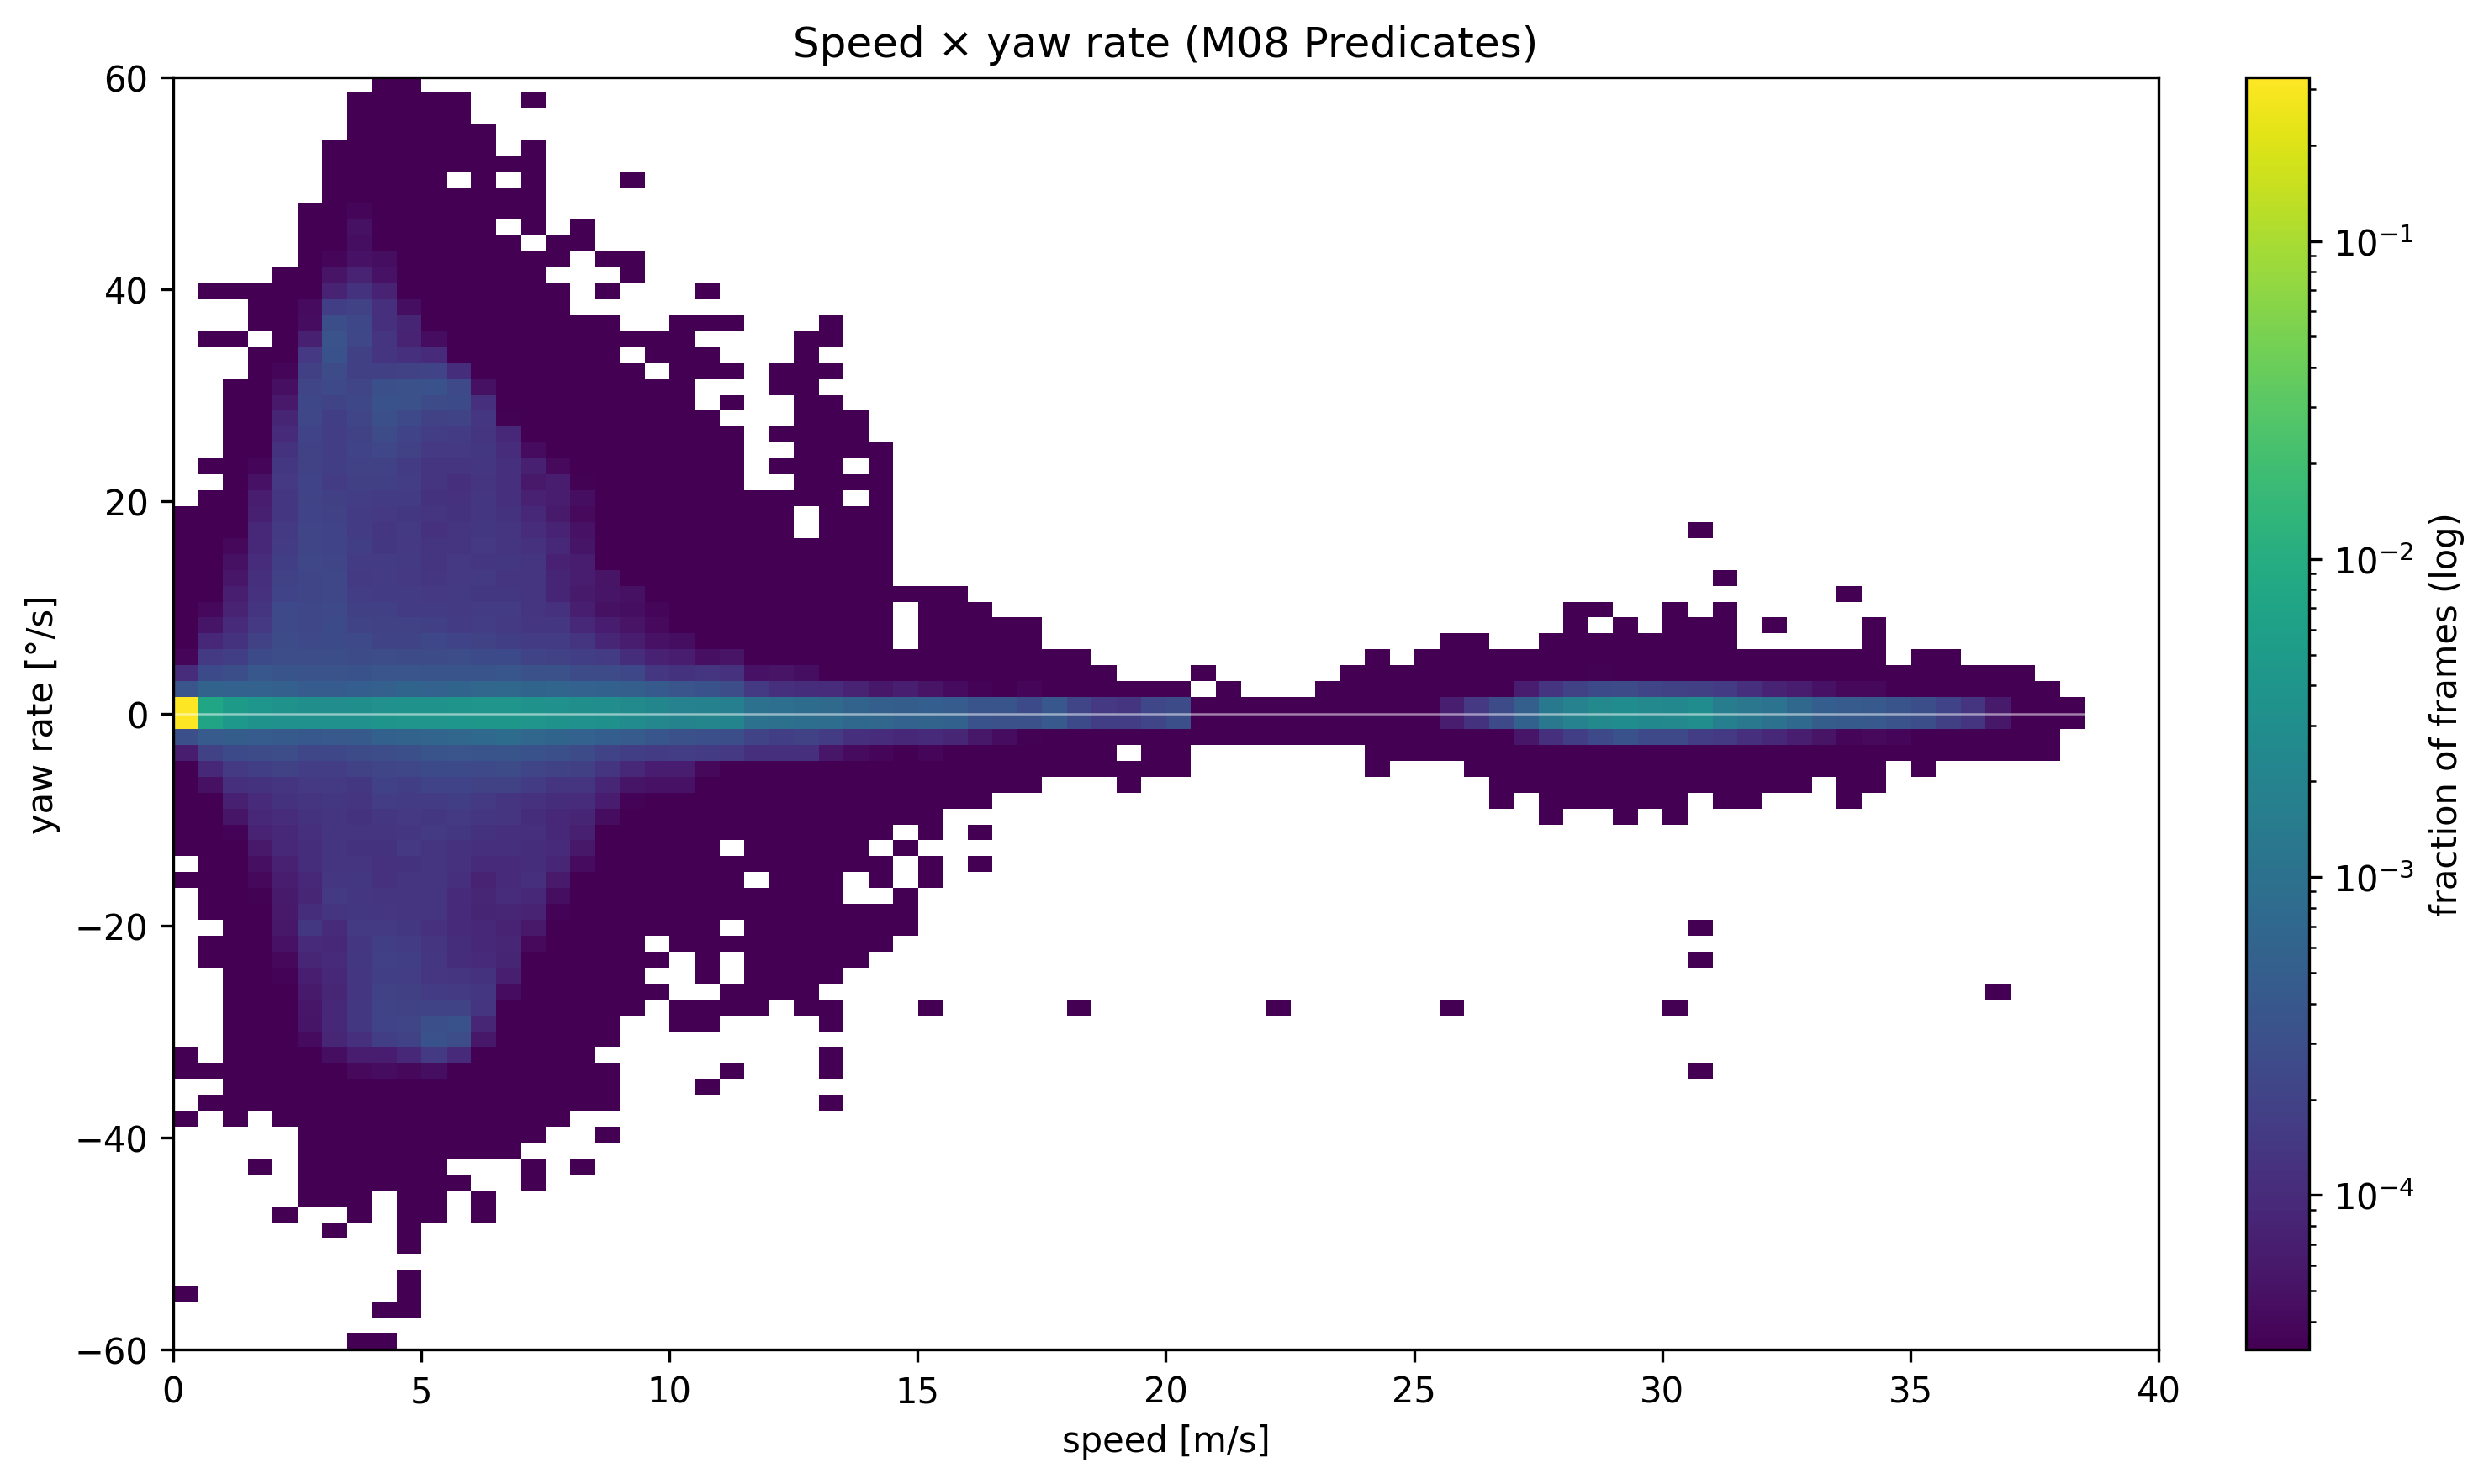 Speed × yaw rate (M08 Predicates)
60
40
20
0
−20
−40
−60
yaw rate [°/s]
0 5 10 15 20 25 30 35 40
speed [m/s]
10⁻¹
10⁻²
10⁻³
10⁻⁴
fraction of frames (log)